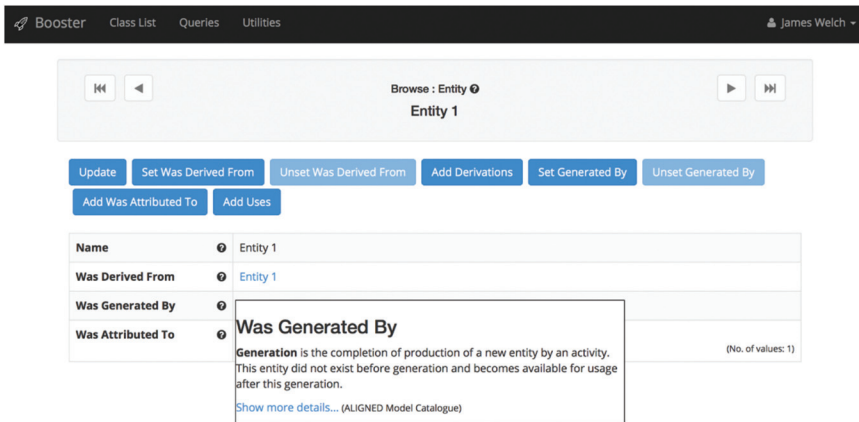 Booster Class List Queries Utilities James Welch
Browse : Entity
Entity 1
Update Set Was Derived From Unset Was Derived From Add Derivations Set Generated By Unset Generated By
Add Was Attributed To Add Uses
Name Entity 1
Was Derived From Entity 1
Was Generated By
Was Attributed To
(No. of values: 1)
Was Generated By
Generation is the completion of production of a new entity by an activity.
This entity did not exist before generation and becomes available for usage
after this generation.
Show more details... (ALIGNED Model Catalogue)